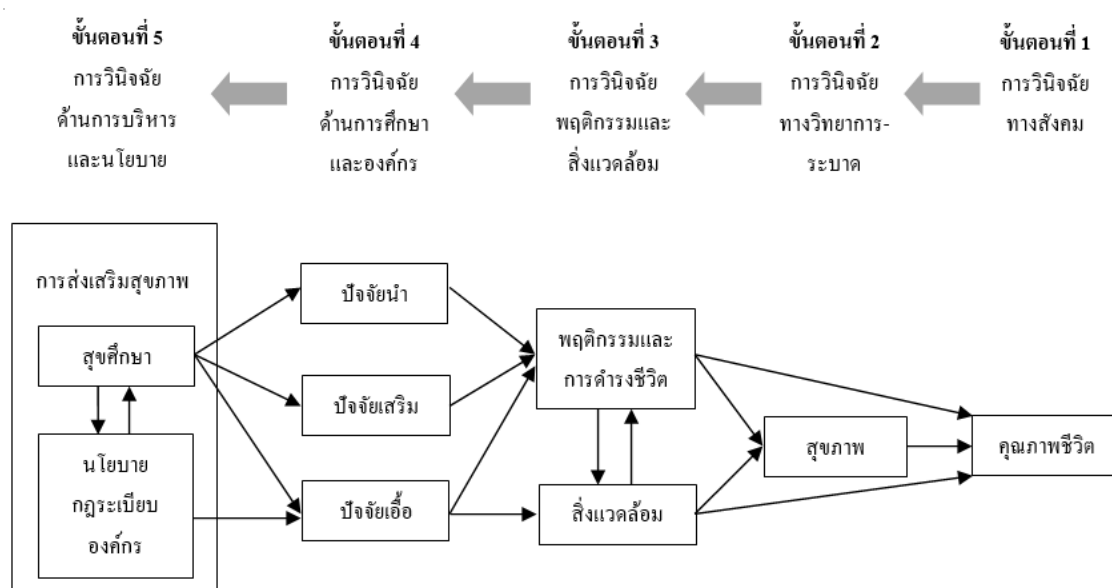 ขั้นตอนที่ 5
การวินิจฉัย
ด้านการบริหาร
และนโยบาย
ขั้นตอนที่ 4
การวินิจฉัย
ด้านการศึกษา
และองค์กร
ขั้นตอนที่ 3
การวินิจฉัย
พฤติกรรมและ
สิ่งแวดล้อม
ขั้นตอนที่ 2
การวินิจฉัย
ทางวิทยาการ-
ระบาด
ขั้นตอนที่ 1
การวินิจฉัย
ทางสังคม
การส่งเสริมสุขภาพ
สุขศึกษา
นโยบาย
กฎระเบียบ
องค์กร
ปัจจัยนำ
ปัจจัยเสริม
ปัจจัยเอื้อ
พฤติกรรมและ
การดำรงชีวิต
สิ่งแวดล้อม
สุขภาพ
คุณภาพชีวิต